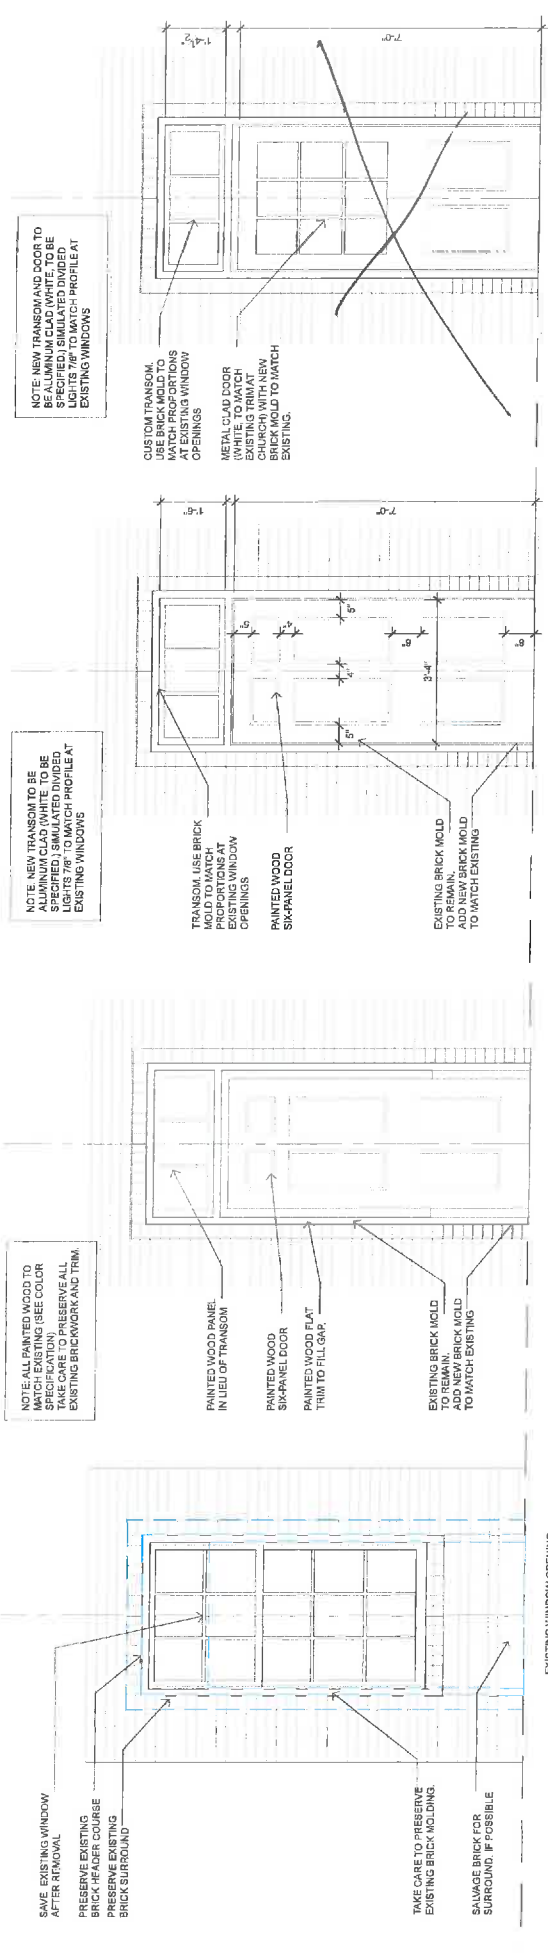 NOTE: NEW TRANSOM AND DOOR TO
BE ALUMINUM CLAD (WHITE, TO BE
SPECIFIED.) SIMULATED DIVIDED
LIGHTS 7/8" TO MATCH PROFILE AT
EXISTING WINDOWS
CUSTOM TRANSOM.
USE BRICK MOLD TO
MATCH PROPORTIONS
AT EXISTING WINDOW
OPENINGS
METAL CLAD DOOR
(WHITE, TO MATCH
EXISTING TRIM AT
CHURCH) WITH NEW
BRICK MOLD TO MATCH
EXISTING.
1'-4½"
7'-0"
NOTE: NEW TRANSOM TO BE
ALUMINUM CLAD (WHITE TO BE
SPECIFIED.) SIMULATED DIVIDED
LIGHTS 7/8" TO MATCH PROFILE AT
EXISTING WINDOWS
TRANSOM. USE BRICK
MOLD TO MATCH
PROPORTIONS AT
EXISTING WINDOW
OPENINGS
PAINTED WOOD
SIX-PANEL DOOR
EXISTING BRICK MOLD
TO REMAIN.
ADD NEW BRICK MOLD
TO MATCH EXISTING
1'-6"
7'-0"
5"
5"
4"
4"
8"
3'-4"
5"
8"
NOTE: ALL PAINTED WOOD TO
MATCH EXISTING (SEE COLOR
SPECIFICATION)
TAKE CARE TO PRESERVE ALL
EXISTING BRICKWORK AND TRIM.
PAINTED WOOD PANEL
IN LIEU OF TRANSOM
PAINTED WOOD
SIX-PANEL DOOR
PAINTED WOOD FLAT
TRIM TO FILL GAP,
EXISTING BRICK MOLD
TO REMAIN.
ADD NEW BRICK MOLD
TO MATCH EXISTING
SAVE EXISTING WINDOW
AFTER REMOVAL
PRESERVE EXISTING
BRICK HEADER COURSE
PRESERVE EXISTING
BRICK SURROUND
TAKE CARE TO PRESERVE
EXISTING BRICK MOLDING.
SALVAGE BRICK FOR
SURROUND, IF POSSIBLE
EXISTING WINDOW OPENING